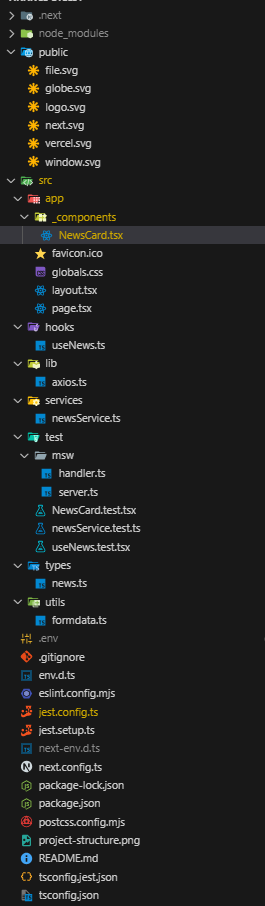 .next
node_modules
public
file.svg
globe.svg
logo.svg
next.svg
vercel.svg
window.svg
src
app
_components
NewsCard.tsx
favicon.ico
globals.css
layout.tsx
page.tsx
hooks
useNews.ts
lib
axios.ts
services
newsService.ts
test
msw
handler.ts
server.ts
NewsCard.test.tsx
newsService.test.ts
useNews.test.tsx
types
news.ts
utils
formdata.ts
.env
.gitignore
env.d.ts
eslint.config.mjs
jest.config.ts
jest.setup.ts
next-env.d.ts
next.config.ts
package-lock.json
package.json
postcss.config.mjs
project-structure.png
README.md
tsconfig.jest.json
tsconfig.json